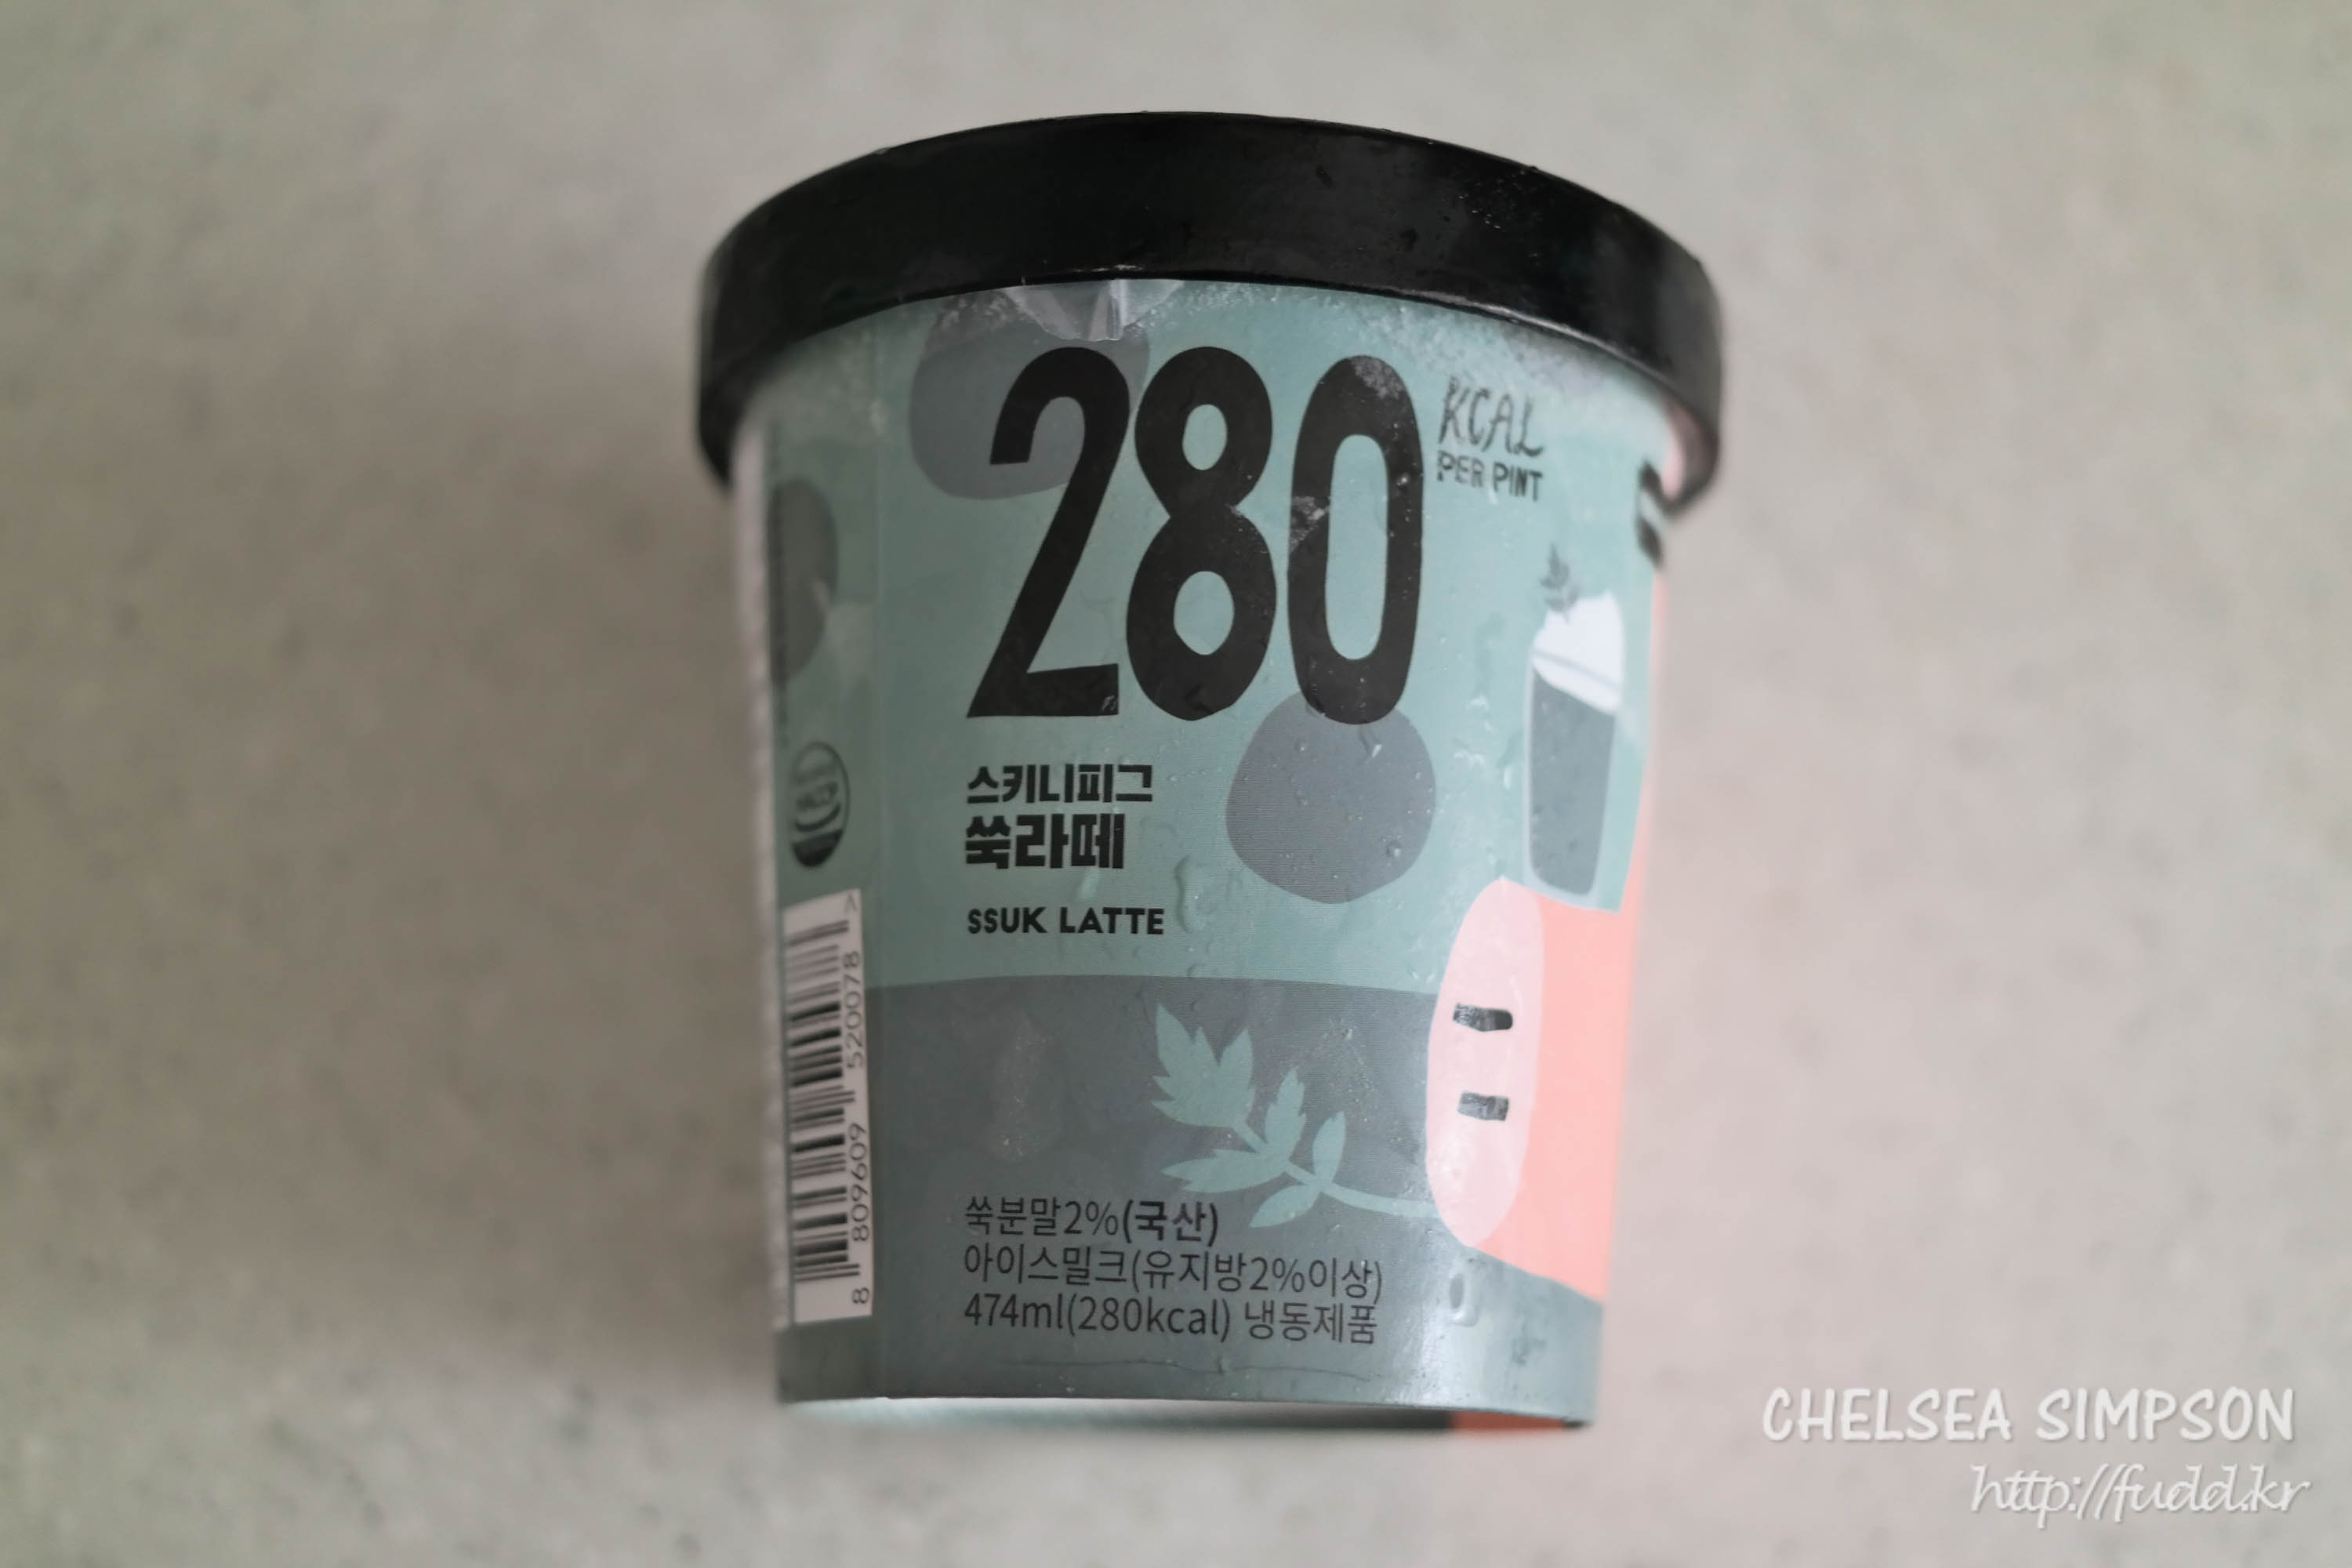 280
KCAL
PER PINT
스키니피그
쑥라떼
SSUK LATTE
쑥분말2%(국산)
아이스밀크(유지방2%이상)
474ml(280kcal) 냉동제품
8 809609 520078 >
CHELSEA SIMPSON
http://fudd.kr